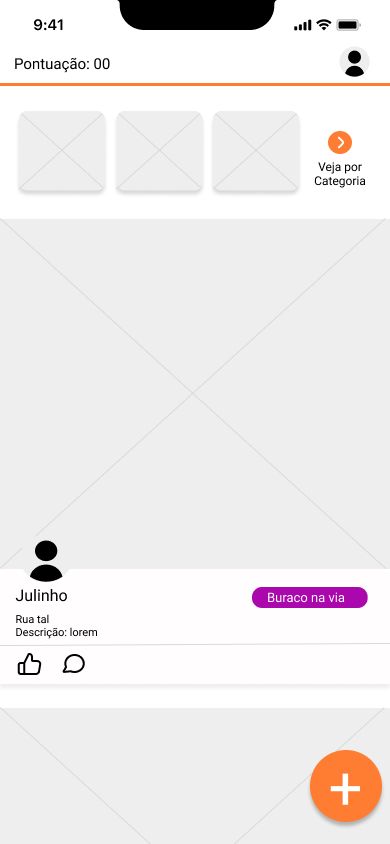 9:41
Pontuação: 00
Veja por
Categoria
Julinho
Buraco na via
Rua tal
Descrição: lorem